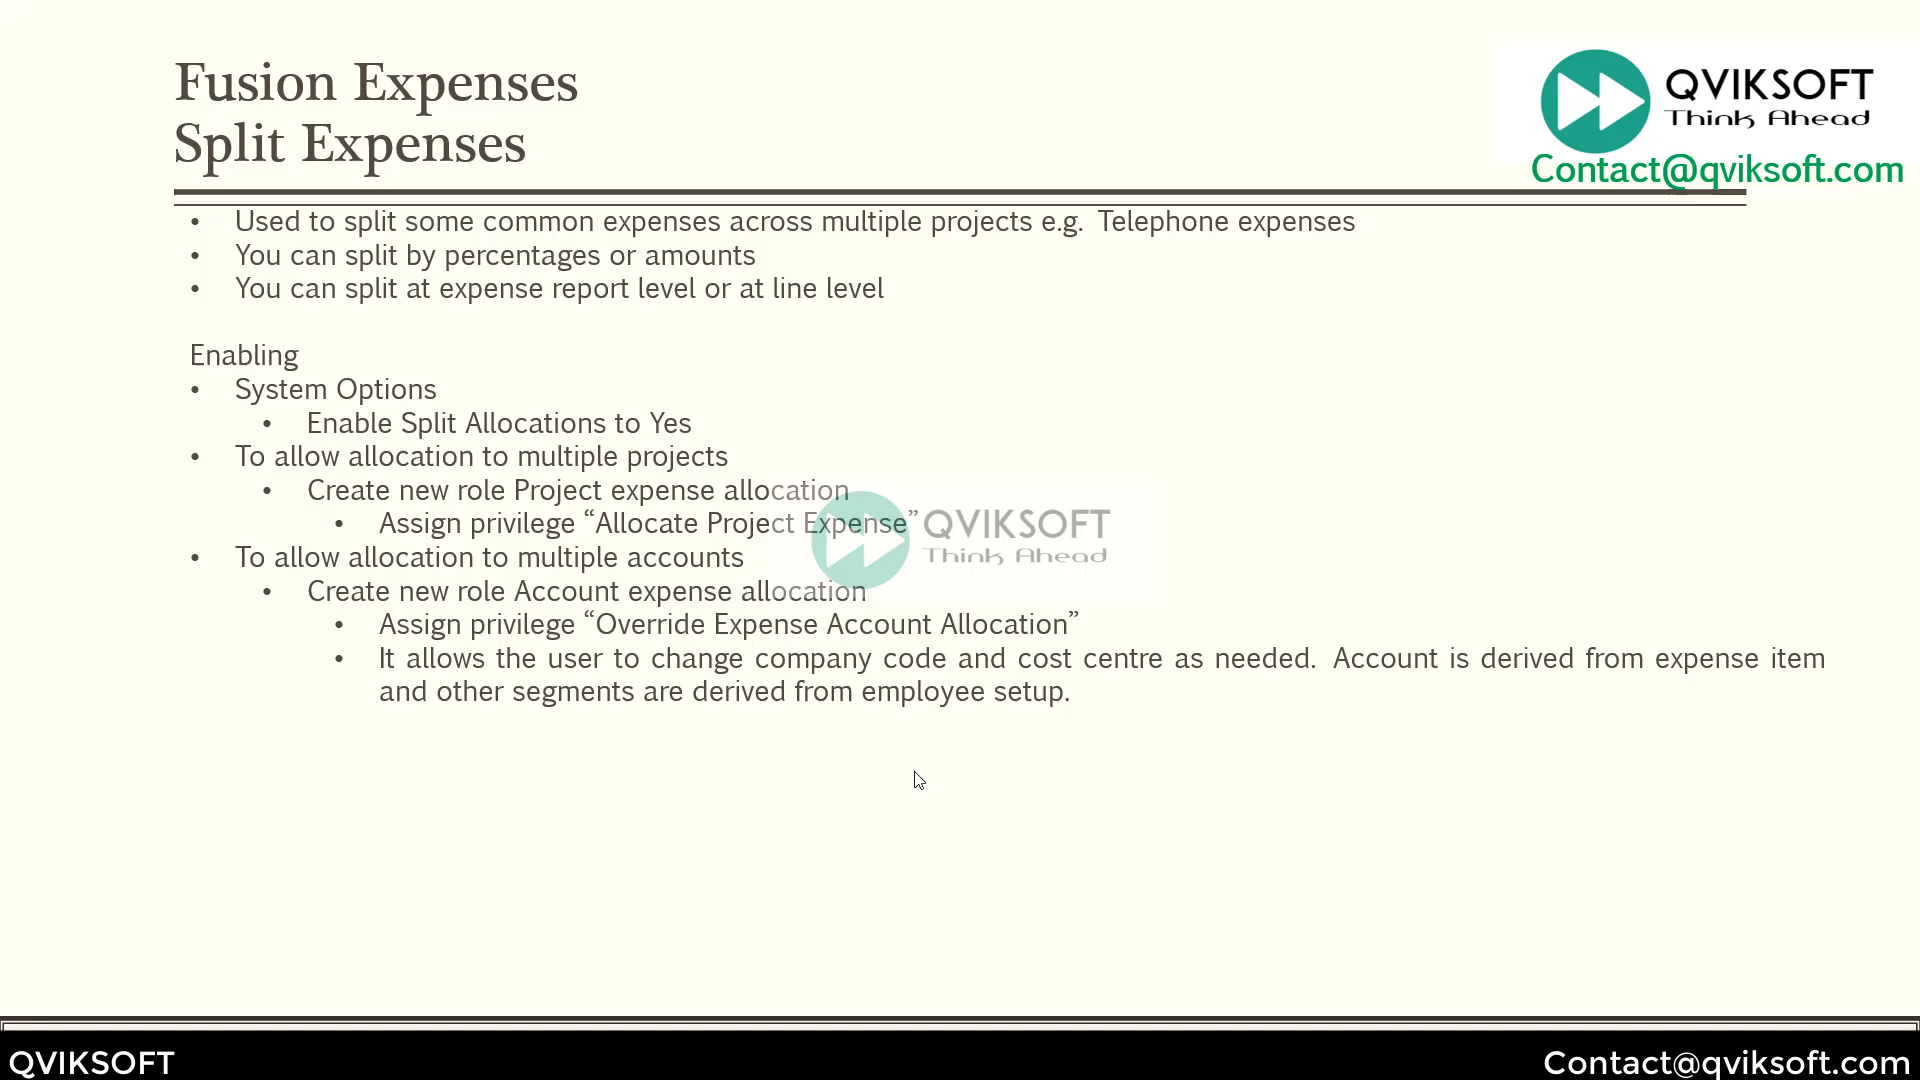 Fusion Expenses
Split Expenses
QVIKSOFT
Think Ahead
Contact@qviksoft.com
• Used to split some common expenses across multiple projects e.g. Telephone expenses
• You can split by percentages or amounts
• You can split at expense report level or at line level
Enabling
• System Options
• Enable Split Allocations to Yes
• To allow allocation to multiple projects
• Create new role Project expense allocation
• Assign privilege “Allocate Project Expense”
QVIKSOFT
Think Ahead
• To allow allocation to multiple accounts
• Create new role Account expense allocation
• Assign privilege “Override Expense Account Allocation”
• It allows the user to change company code and cost centre as needed. Account is derived from expense item
and other segments are derived from employee setup.
QVIKSOFT
Contact@qviksoft.com